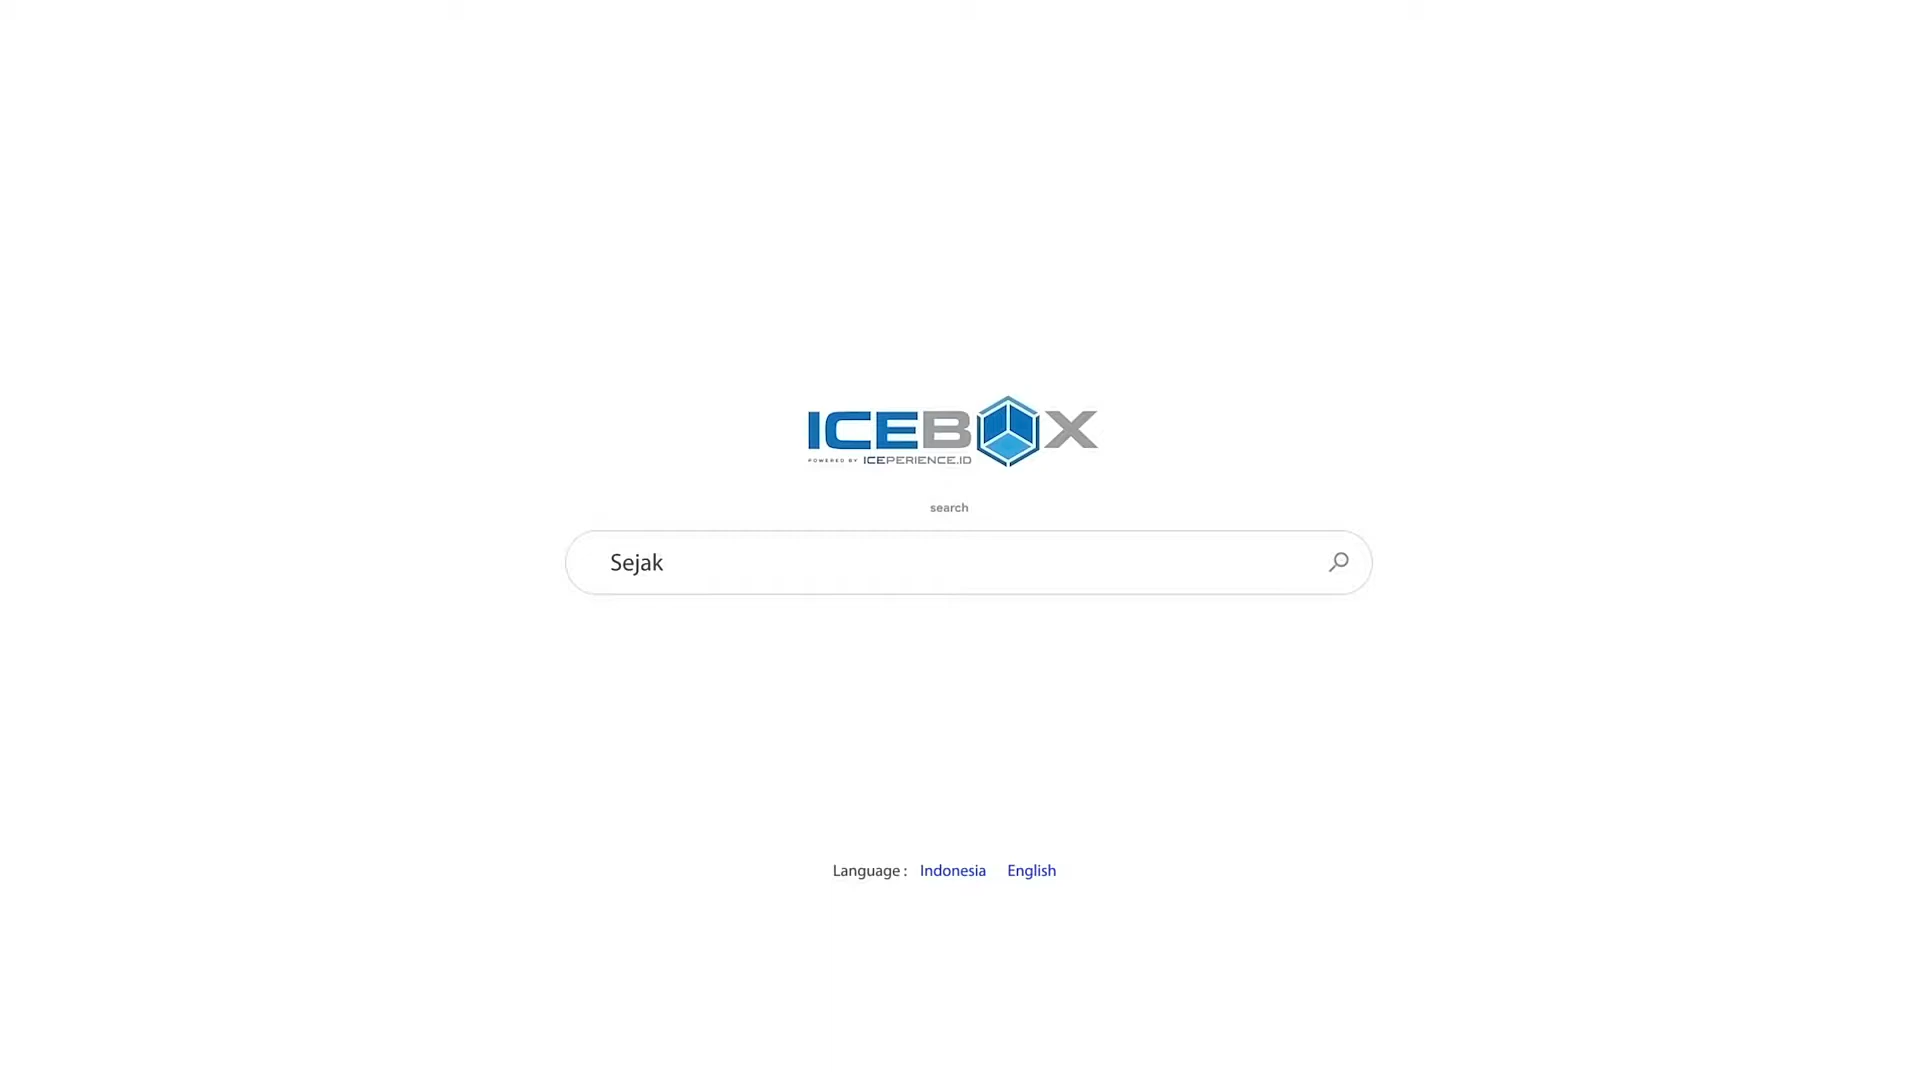 ICEBOX
POWERED BY ICEPERIENCE.ID
search
Sejak
Language : Indonesia English